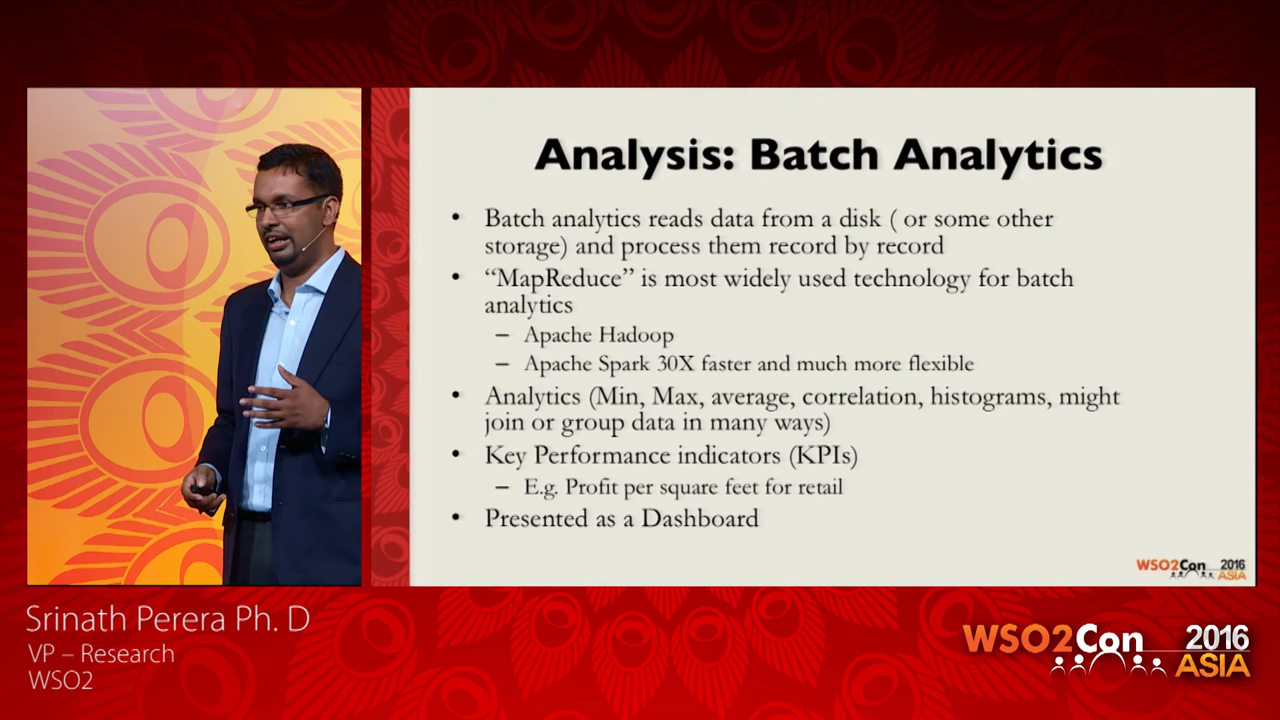 Analysis: Batch Analytics
• Batch analytics reads data from a disk ( or some other
storage) and process them record by record
• “MapReduce” is most widely used technology for batch
analytics
– Apache Hadoop
– Apache Spark 30X faster and much more flexible
• Analytics (Min, Max, average, correlation, histograms, might
join or group data in many ways)
• Key Performance indicators (KPIs)
– E.g. Profit per square feet for retail
• Presented as a Dashboard
WSO2Con 2016
ASIA
Srinath Perera Ph. D
VP – Research
WSO2
WSO2Con 2016
ASIA